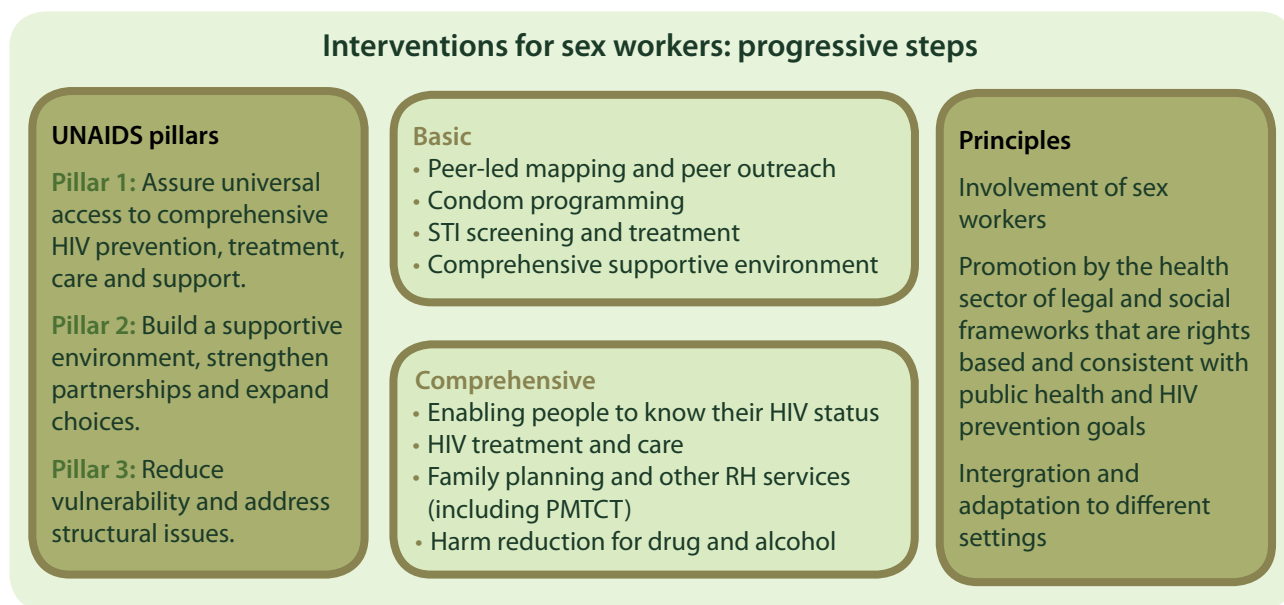 Interventions for sex workers: progressive steps
UNAIDS pillars
Pillar 1: Assure universal
access to comprehensive
HIV prevention, treatment,
care and support.
Pillar 2: Build a supportive
environment, strengthen
partnerships and expand
choices.
Pillar 3: Reduce
vulnerability and address
structural issues.
Basic
• Peer-led mapping and peer outreach
• Condom programming
• STI screening and treatment
• Comprehensive supportive environment
Comprehensive
• Enabling people to know their HIV status
• HIV treatment and care
• Family planning and other RH services
(including PMTCT)
• Harm reduction for drug and alcohol
Principles
Involvement of sex
workers
Promotion by the health
sector of legal and social
frameworks that are rights
based and consistent with
public health and HIV
prevention goals
Intergration and
adaptation to different
settings